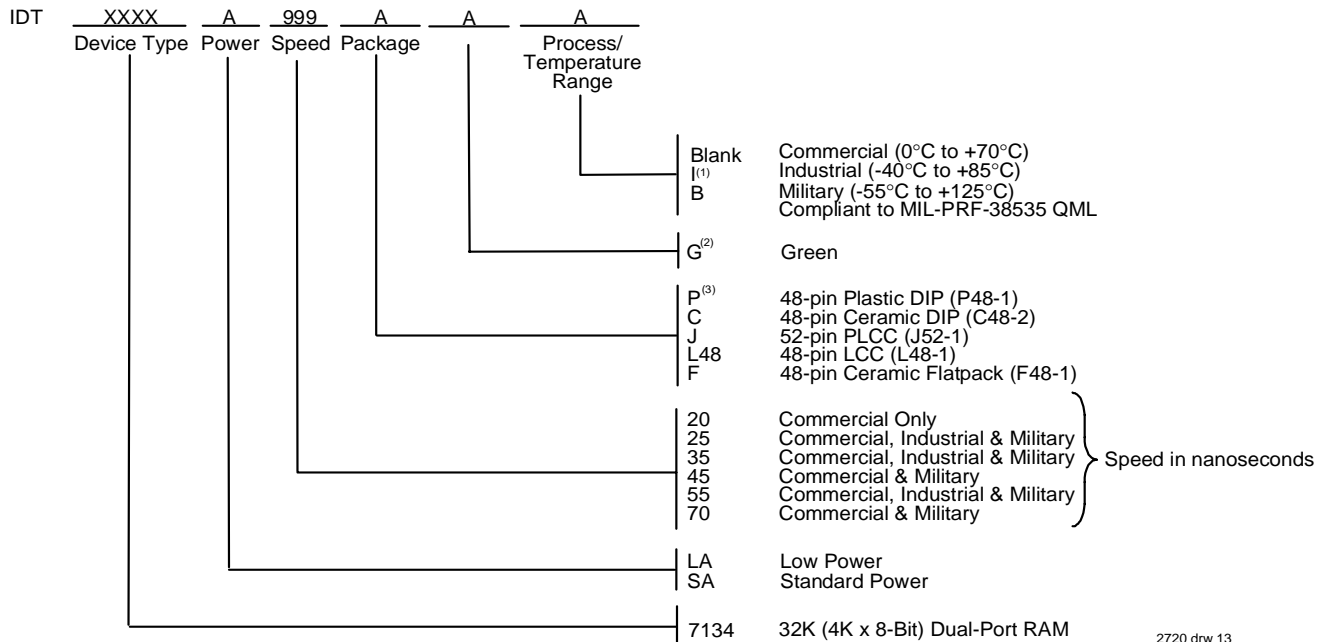 IDT XXXX A 999 A A A
Device Type Power Speed Package Process/
Temperature
Range
Blank Commercial (0°C to +70°C)
I(1) Industrial (-40°C to +85°C)
B Military (-55°C to +125°C)
Compliant to MIL-PRF-38535 QML
G(2) Green
P(3) 48-pin Plastic DIP (P48-1)
C 48-pin Ceramic DIP (C48-2)
J 52-pin PLCC (J52-1)
L48 48-pin LCC (L48-1)
F 48-pin Ceramic Flatpack (F48-1)
20 Commercial Only
25 Commercial, Industrial & Military
35 Commercial, Industrial & Military
45 Commercial & Military
55 Commercial, Industrial & Military
70 Commercial & Military
Speed in nanoseconds
LA Low Power
SA Standard Power
7134 32K (4K x 8-Bit) Dual-Port RAM
2720 drw 13